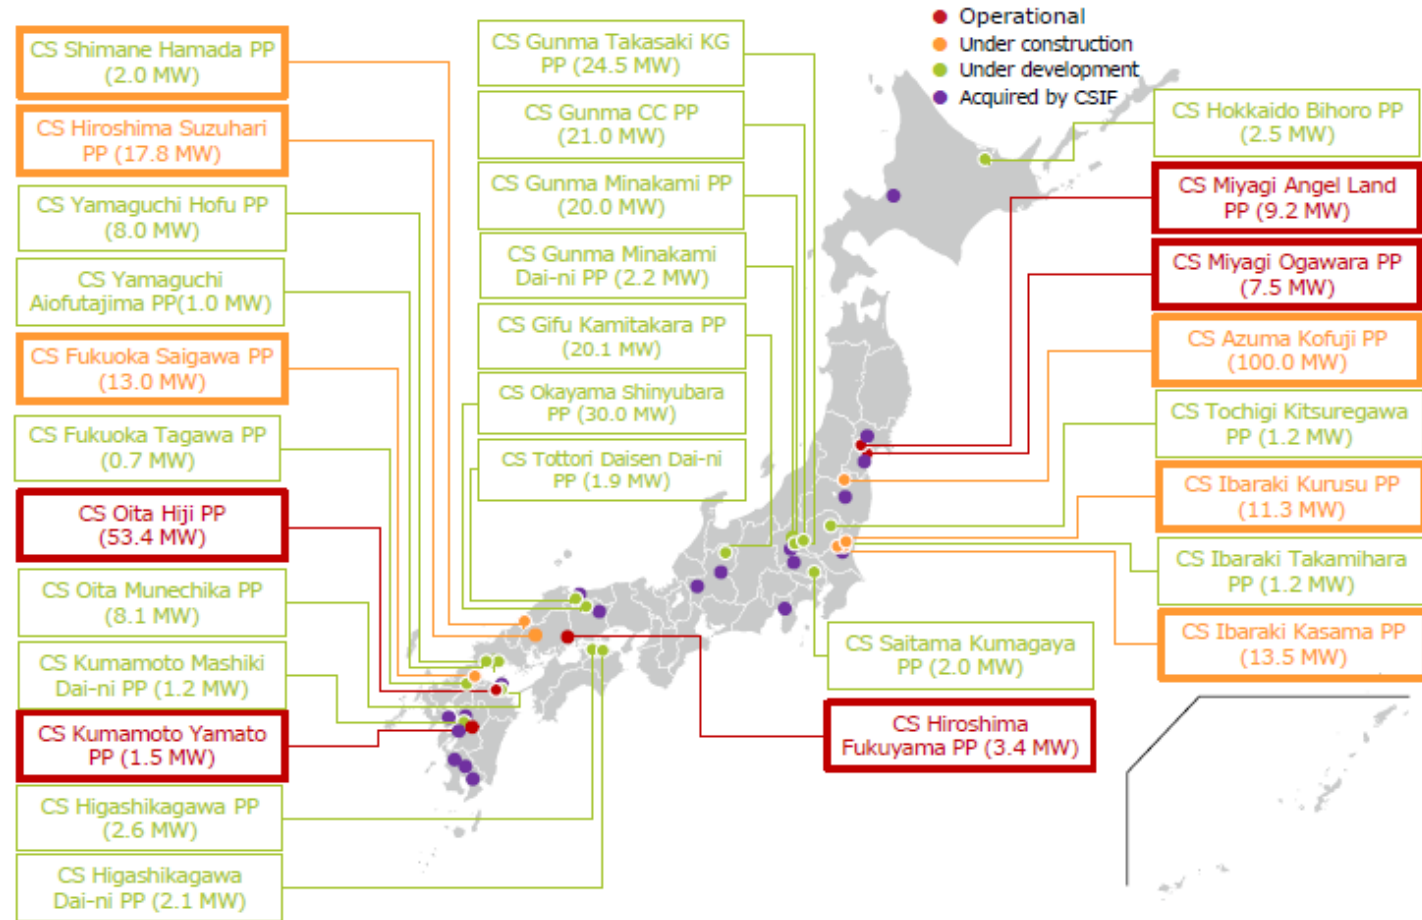 CS Shimane Hamada PP
(2.0 MW)
CS Hiroshima Suzuhari
PP (17.8 MW)
CS Yamaguchi Hofu PP
(8.0 MW)
CS Yamaguchi
Aiofutajima PP(1.0 MW)
CS Fukuoka Saigawa PP
(13.0 MW)
CS Fukuoka Tagawa PP
(0.7 MW)
CS Oita Hiji PP
(53.4 MW)
CS Oita Munechika PP
(8.1 MW)
CS Kumamoto Mashiki
Dai-ni PP (1.2 MW)
CS Kumamoto Yamato
PP (1.5 MW)
CS Higashikagawa PP
(2.6 MW)
CS Higashikagawa
Dai-ni PP (2.1 MW)
CS Gunma Takasaki KG
PP (24.5 MW)
CS Gunma CC PP
(21.0 MW)
CS Gunma Minakami PP
(20.0 MW)
CS Gunma Minakami
Dai-ni PP (2.2 MW)
CS Gifu Kamitakara PP
(20.1 MW)
CS Okayama Shinyubara
PP (30.0 MW)
CS Tottori Daisen Dai-ni
PP (1.9 MW)
Operational
Under construction
Under development
Acquired by CSIF
CS Hokkaido Bihoro PP
(2.5 MW)
CS Miyagi Angel Land
PP (9.2 MW)
CS Miyagi Ogawara PP
(7.5 MW)
CS Azuma Kofuji PP
(100.0 MW)
CS Tochigi Kitsuregawa
PP (1.2 MW)
CS Ibaraki Kurusu PP
(11.3 MW)
CS Ibaraki Takamihara
PP (1.2 MW)
CS Ibaraki Kasama PP
(13.5 MW)
CS Saitama Kumagaya
PP (2.0 MW)
CS Hiroshima
Fukuyama PP (3.4 MW)